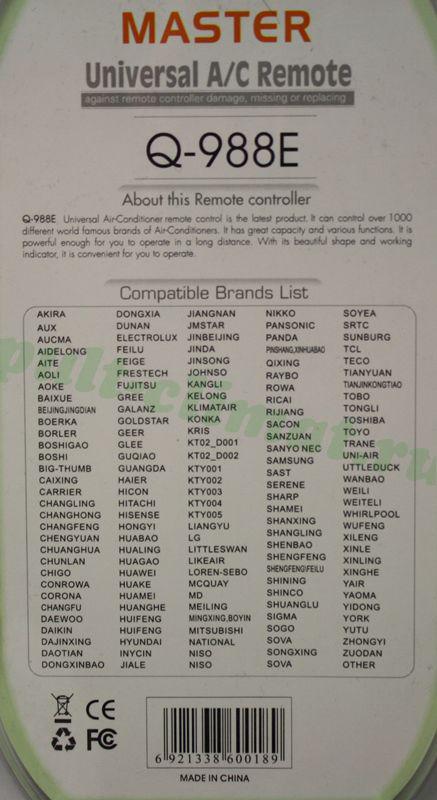 MASTER
Universal A/C Remote
against remote controller damage, missing or replacing
Q-988E
About this Remote controller
Q-988E Universal Air-Conditioner remote control is the latest product. It can control over 1000
different world famous brands of Air-Conditioners. It has great capacity and various functions. It is
powerful enough for you to operate in a long distance. With its beautiful shape and working
indicator, it is convenient for you to operate.
Compatible Brands List
AKIRA
AUX
AUCMA
AIDELONG
AITE
AOLI
AOKE
BAIXUE
BEIJINGJINGDIAN
BOERKA
BORLER
BOSHIGAO
BOSHI
BIG-THUMB
CAIXING
CARRIER
CHANGLING
CHANGHONG
CHANGFENG
CHENGYUAN
CHUANGHUA
CHUNLAN
CHIGO
CONROWA
CORONA
CHANGFU
DAEWOO
DAIKIN
DAJINXING
DAOTIAN
DONGXINBAO
DONGXIA
DUNAN
ELECTROLUX
FEILU
FEIGE
FRESTECH
FUJITSU
GREE
GALANZ
GOLDSTAR
GEER
GLEE
GUQIAO
GUANGDA
HAIER
HICON
HITACHI
HISENSE
HONGYI
HUABAO
HUALING
HUAGAO
HUAWEI
HUAKE
HUAMEI
HUANGHE
HUIFENG
HUIFENG
HYUNDAI
INYCIN
JIALE
JIANGNAN
JMSTAR
JINBEIJING
JINDA
JINSONG
JOHNSO
KANGLI
KELONG
KLIMATAIR
KONKA
KRIS
KT02_D001
KT02_D002
KTY001
KTY002
KTY003
KTY004
KTY005
LIANGYU
LG
LITTLESWAN
LIKEAIR
LOREN-SEBO
MCQUAY
MD
MEILING
MINGXING,BOYIN
MITSUBISHI
NATIONAL
NISO
NISO
NIKKO
PANSONIC
PANDA
PINSHANG,XINHUABAO
QIXING
RAYBO
ROWA
RICAI
RIJIANG
SACON
SANZUAN
SANYO NEC
SAMSUNG
SAST
SERENE
SHARP
SHAMEI
SHANXING
SHANGLING
SHENBAO
SHENGFENG
SHENGFENG\FEILU
SHINING
SHINCO
SHUANGLU
SIGMA
SOGO
SOVA
SONGXING
SOVA
SOYEA
SRTC
SUNBURG
TCL
TECO
TIANYUAN
TIANJINKONGTIAO
TOBO
TONGLI
TOSHIBA
TOYO
TRANE
UNI-AIR
UTTLEDUCK
WANBAO
WEILI
WEITELI
WHIRLPOOL
WUFENG
XILENG
XINLE
XINLING
XINGHE
YAIR
YAOMA
YIDONG
YORK
YUTU
ZHONGYI
ZUODAN
OTHER
CE
FC
6 921338 600189
MADE IN CHINA